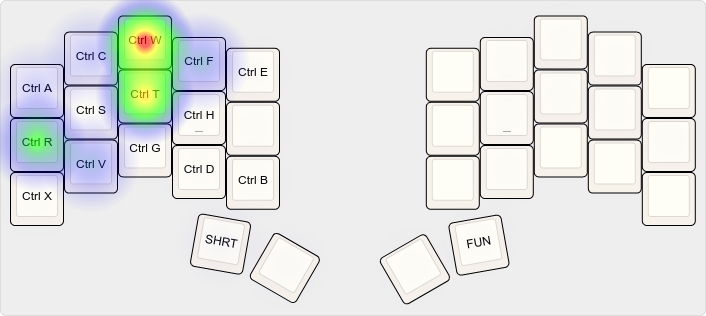 Ctrl W
Ctrl C
Ctrl F
Ctrl E
Ctrl A
Ctrl T
Ctrl S
Ctrl H
_
_
Ctrl R
Ctrl G
Ctrl V
Ctrl D
Ctrl B
Ctrl X
SHRT
FUN